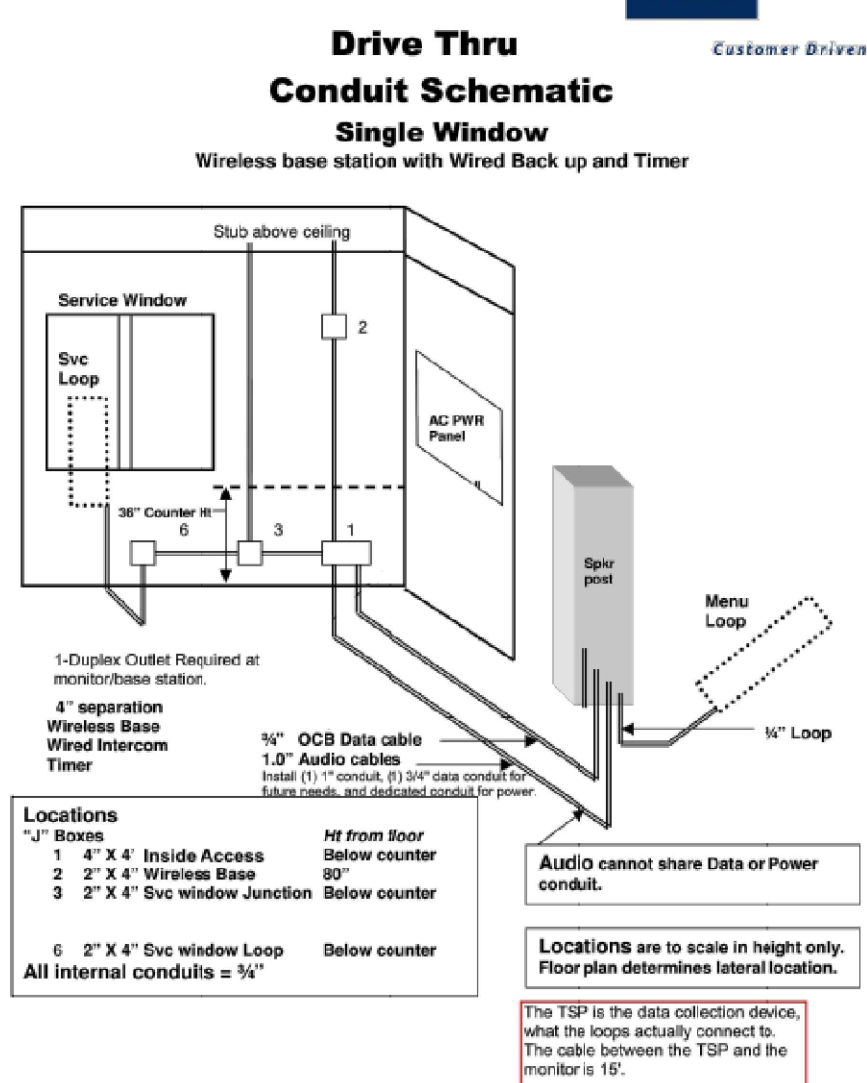 Customer Driven
Drive Thru
Conduit Schematic
Single Window
Wireless base station with Wired Back up and Timer
Stub above ceiling
Service Window
2
Svc
Loop
AC PWR
Panel
36" Counter Ht
6
3
1
Spkr
post
Menu
Loop
1-Duplex Outlet Required at
monitor/base station.
4" separation
Wireless Base
Wired Intercom
Timer
¾" OCB Data cable
1.0" Audio cables
Install (1) 1" conduit, (1) 3/4" data conduit for
future needs, and dedicated conduit for power.
¾" Loop
Locations
"J" Boxes Ht from floor
1 4" X 4' Inside Access Below counter
2 2" X 4" Wireless Base 80"
3 2" X 4" Svc window Junction Below counter
6 2" X 4" Svc window Loop Below counter
All internal conduits = ¾"
Audio cannot share Data or Power
conduit.
Locations are to scale in height only.
Floor plan determines lateral location.
The TSP is the data collection device,
what the loops actually connect to.
The cable between the TSP and the
monitor is 15'.